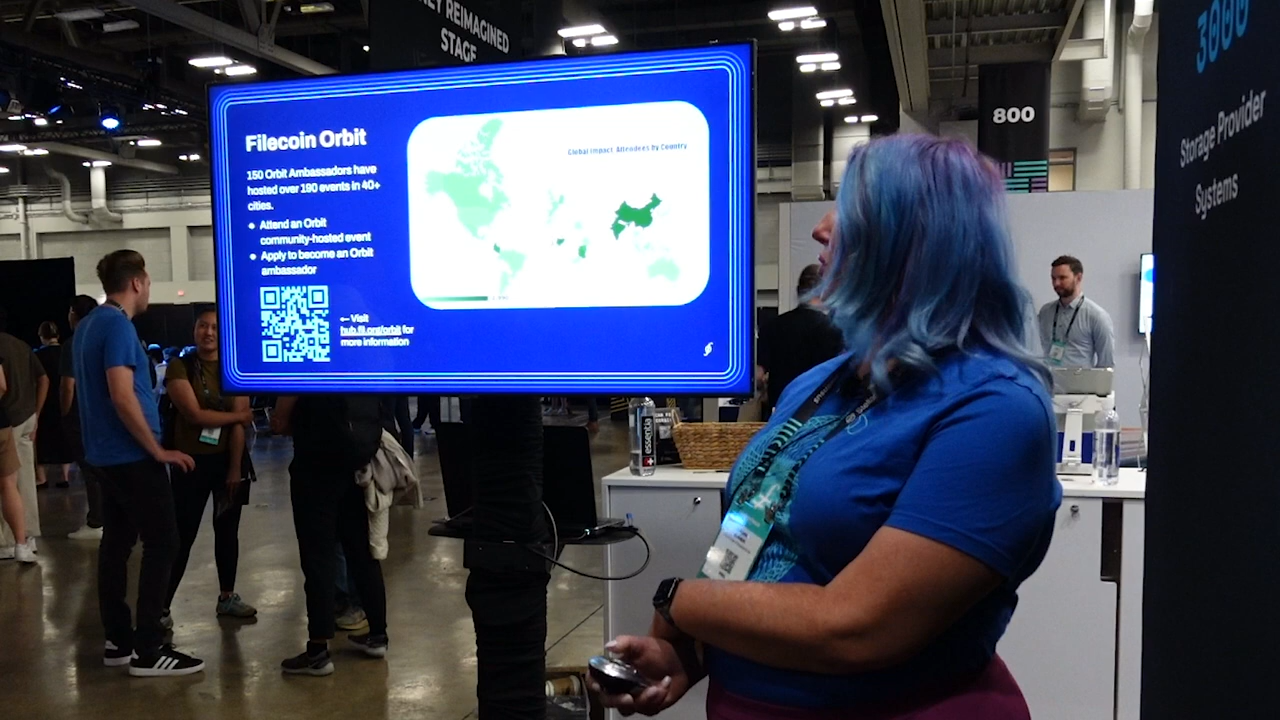 EY REIMAGINED
STAGE
800
3000
Storage Provider
Systems
Filecoin Orbit
150 Orbit Ambassadors have
hosted over 190 events in 40+
cities.
• Attend an Orbit
community-hosted event
• Apply to become an Orbit
ambassador
← Visit
hub.fil.org/orbit for
more information
Global Impact: Attendees by Country
essentia